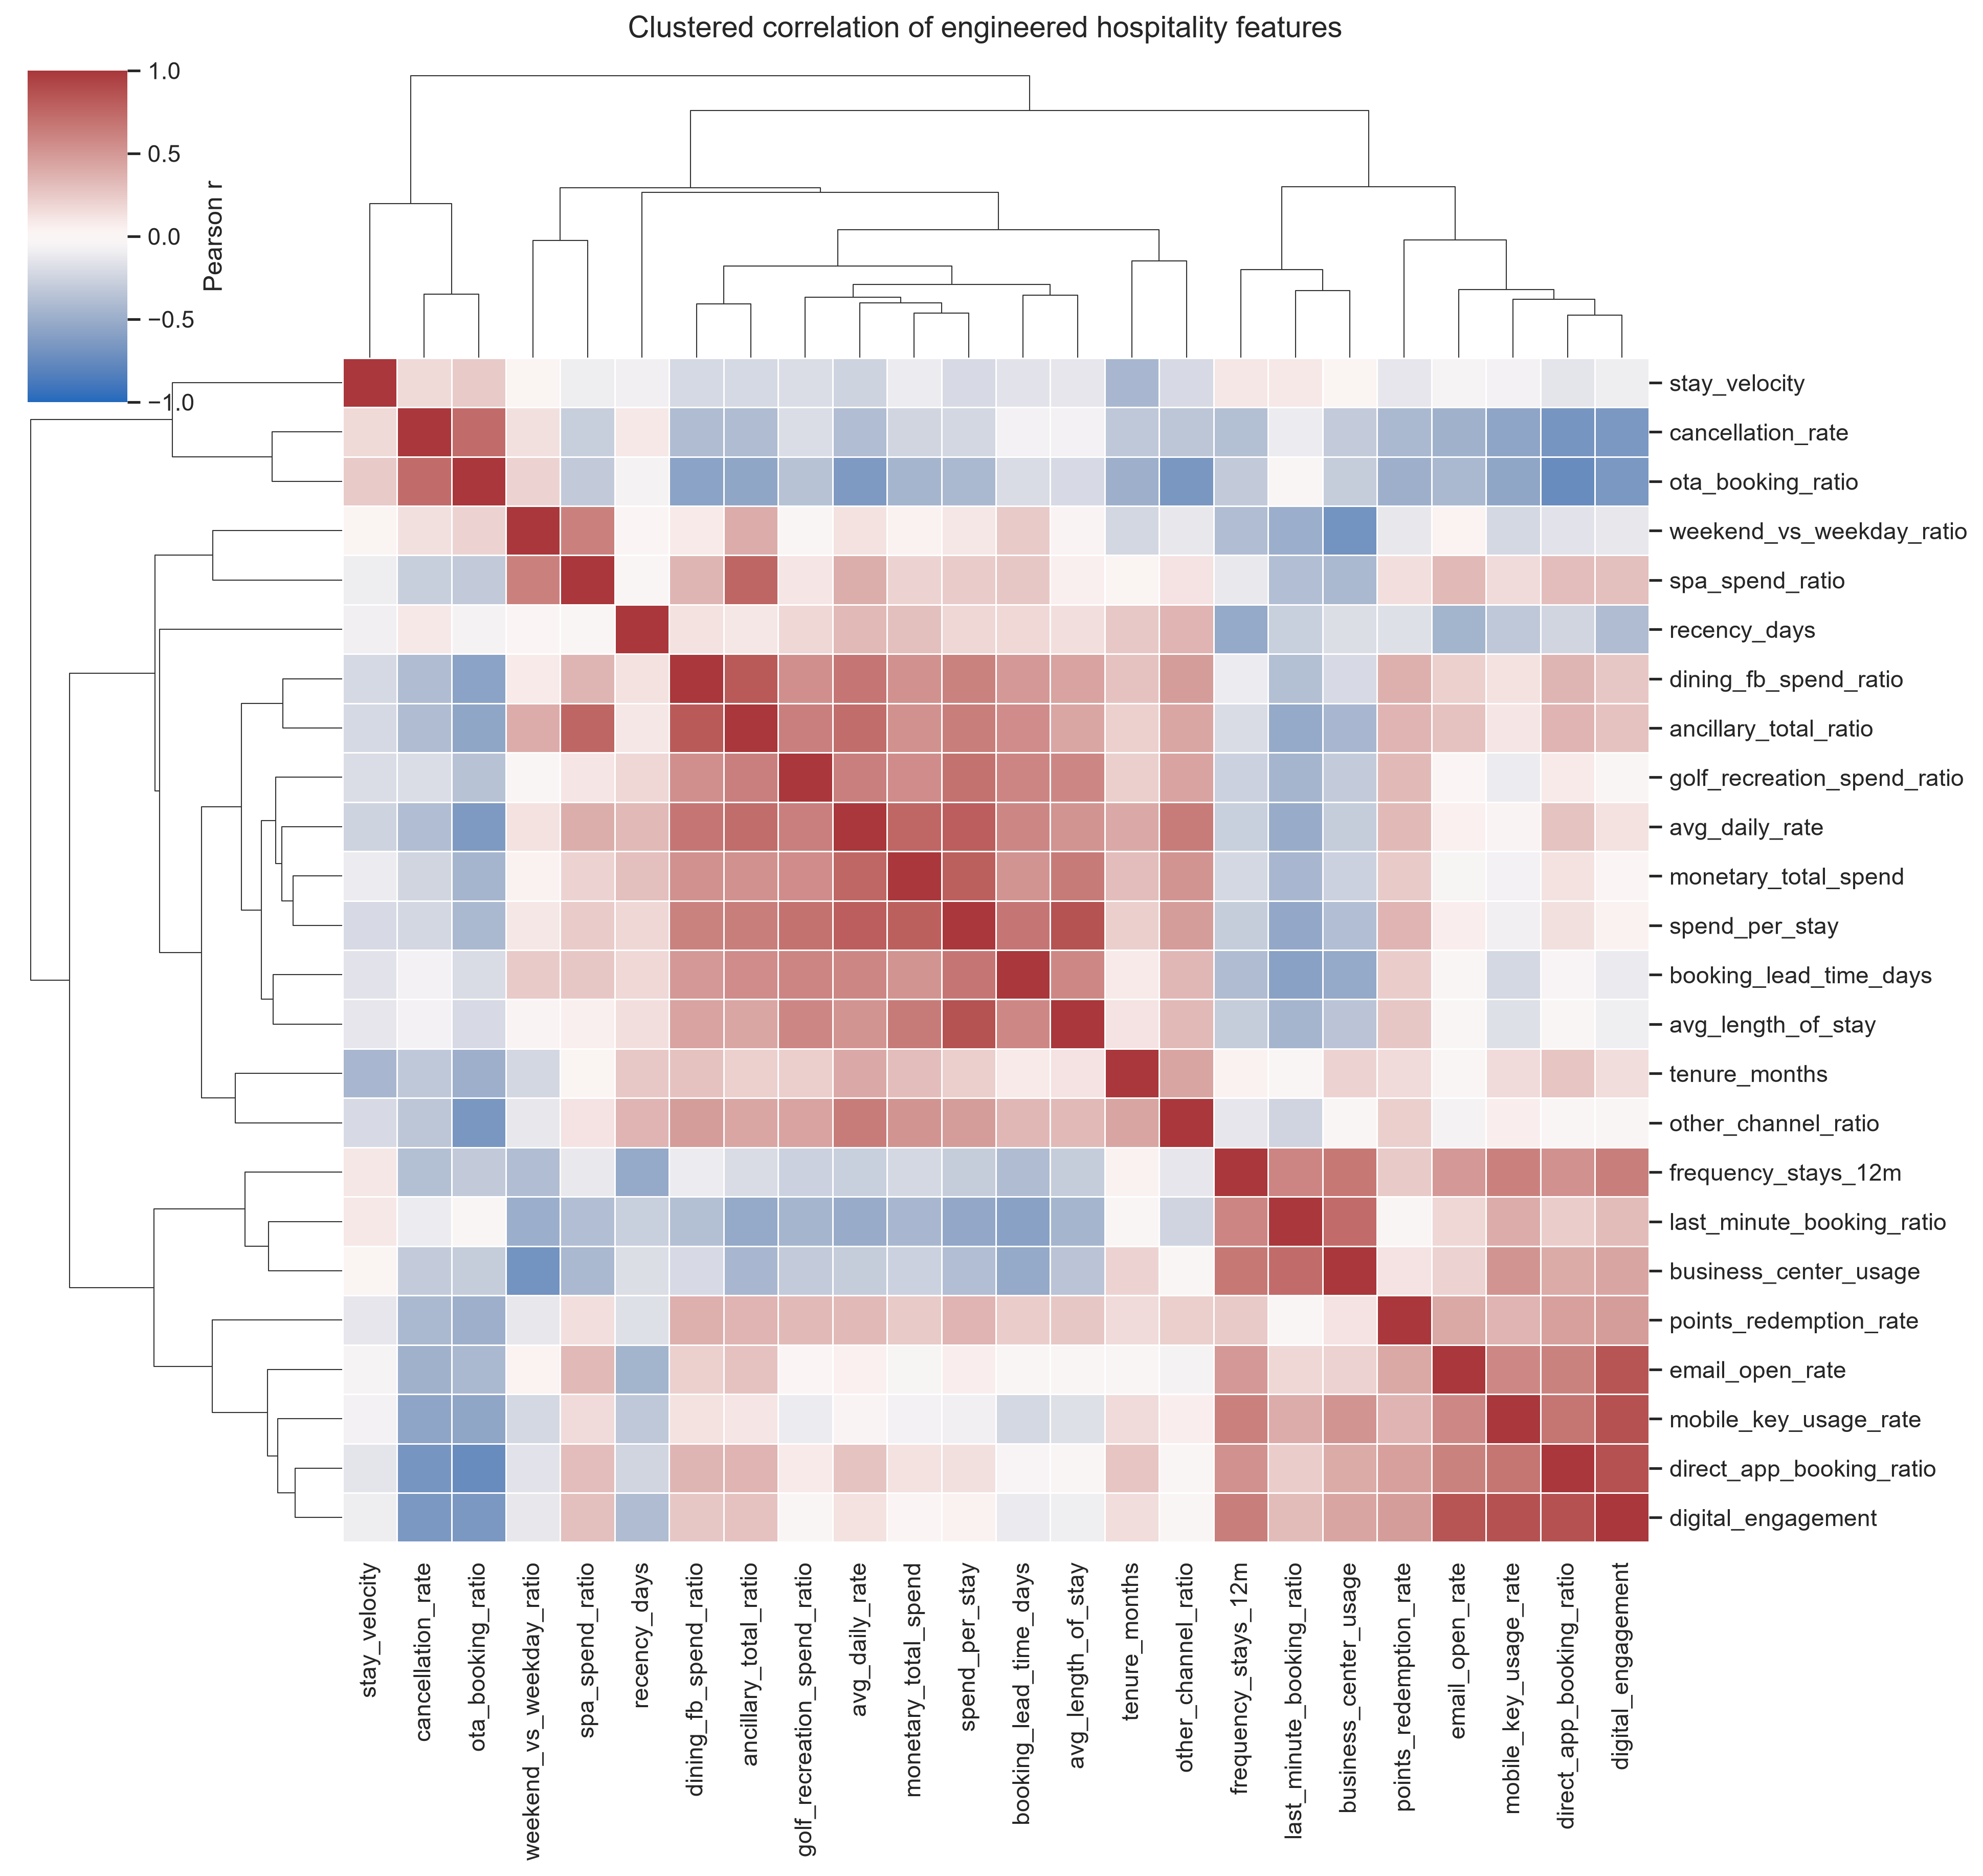 Clustered correlation of engineered hospitality features
1.0
0.5
0.0
−0.5
−1.0
Pearson r
stay_velocity
cancellation_rate
ota_booking_ratio
weekend_vs_weekday_ratio
spa_spend_ratio
recency_days
dining_fb_spend_ratio
ancillary_total_ratio
golf_recreation_spend_ratio
avg_daily_rate
monetary_total_spend
spend_per_stay
booking_lead_time_days
avg_length_of_stay
tenure_months
other_channel_ratio
frequency_stays_12m
last_minute_booking_ratio
business_center_usage
points_redemption_rate
email_open_rate
mobile_key_usage_rate
direct_app_booking_ratio
digital_engagement
stay_velocity
cancellation_rate
ota_booking_ratio
weekend_vs_weekday_ratio
spa_spend_ratio
recency_days
dining_fb_spend_ratio
ancillary_total_ratio
golf_recreation_spend_ratio
avg_daily_rate
monetary_total_spend
spend_per_stay
booking_lead_time_days
avg_length_of_stay
tenure_months
other_channel_ratio
frequency_stays_12m
last_minute_booking_ratio
business_center_usage
points_redemption_rate
email_open_rate
mobile_key_usage_rate
direct_app_booking_ratio
digital_engagement